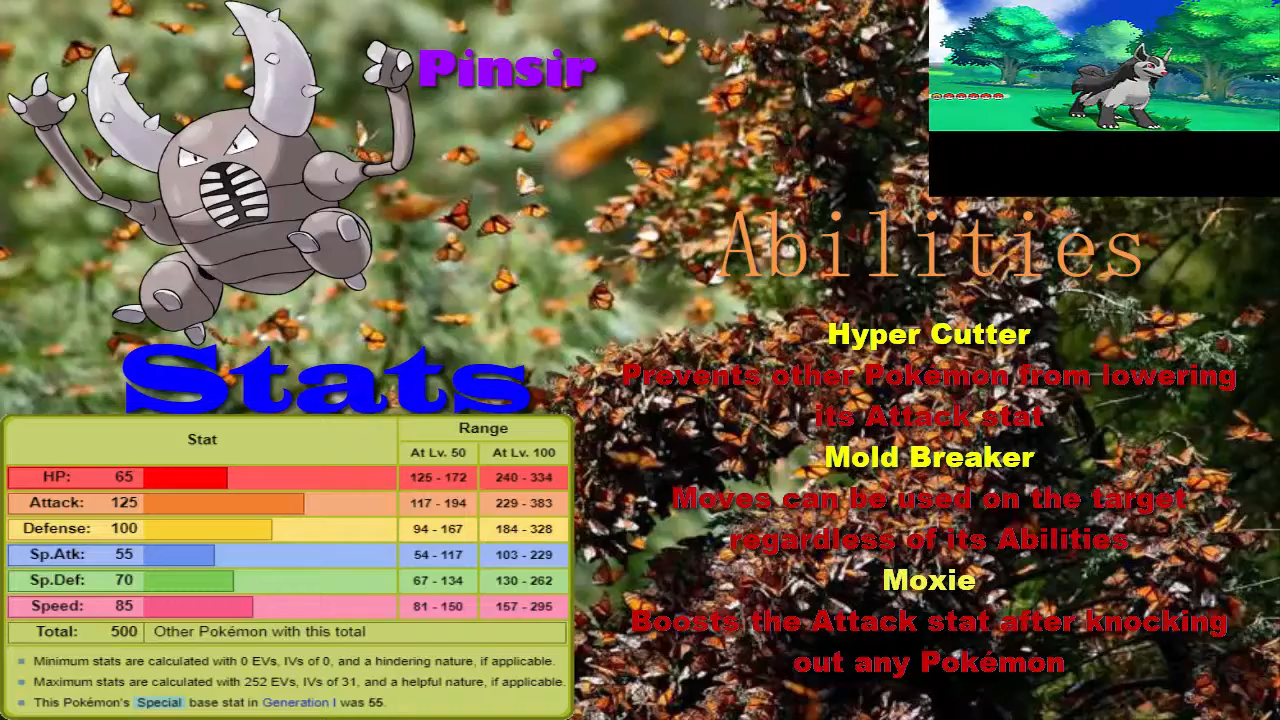 Pinsir
Abilities
Hyper Cutter
Prevents other Pokémon from lowering
its Attack stat
Mold Breaker
Moves can be used on the target
regardless of its Abilities
Moxie
Boosts the Attack stat after knocking
out any Pokémon
Stats
Stat Range
At Lv. 50 At Lv. 100
HP: 65 125 - 172 240 - 334
Attack: 125 117 - 194 229 - 383
Defense: 100 94 - 167 184 - 328
Sp.Atk: 55 54 - 117 103 - 229
Sp.Def: 70 67 - 134 130 - 262
Speed: 85 81 - 150 157 - 295
Total: 500 Other Pokémon with this total
Minimum stats are calculated with 0 EVs, IVs of 0, and a hindering nature, if applicable.
Maximum stats are calculated with 252 EVs, IVs of 31, and a helpful nature, if applicable.
This Pokémon's Special base stat in Generation I was 55.